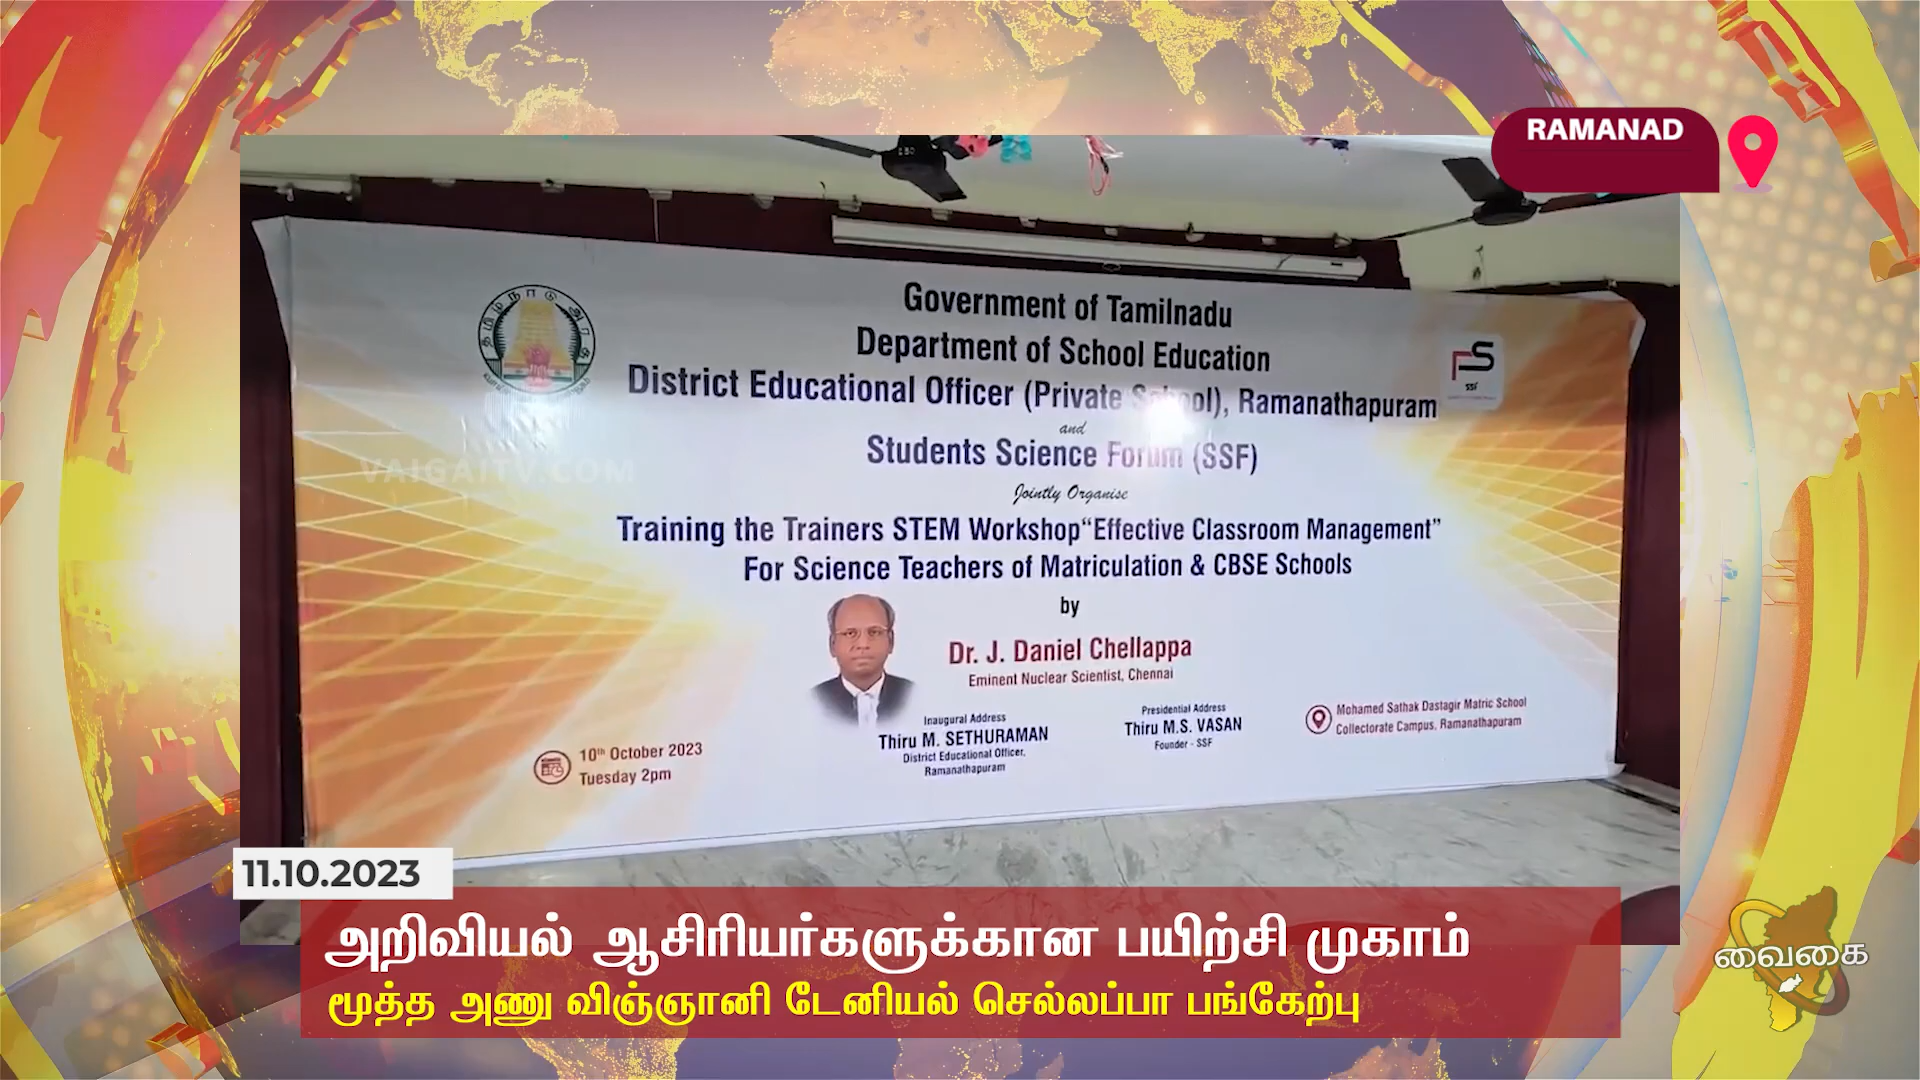 RAMANAD
தமிழ்நாடு அரசு
Government of Tamilnadu
Department of School Education
District Educational Officer (Private School), Ramanathapuram
and
Students Science Forum (SSF)
SSF
VAIGAITV.COM
Jointly Organise
Training the Trainers STEM Workshop“Effective Classroom Management”
For Science Teachers of Matriculation & CBSE Schools
by
Dr. J. Daniel Chellappa
Eminent Nuclear Scientist, Chennai
Inaugural Address
Thiru M. SETHURAMAN
District Educational Officer,
Ramanathapuram
Presidential Address
Thiru M.S. VASAN
Founder - SSF
Mohamed Sathak Dastagir Matric School
Collectorate Campus, Ramanathapuram
10th October 2023
Tuesday 2pm
11.10.2023
அறிவியல் ஆசிரியர்களுக்கான பயிற்சி முகாம்
மூத்த அணு விஞ்ஞானி டேனியல் செல்லப்பா பங்கேற்பு
வைகை